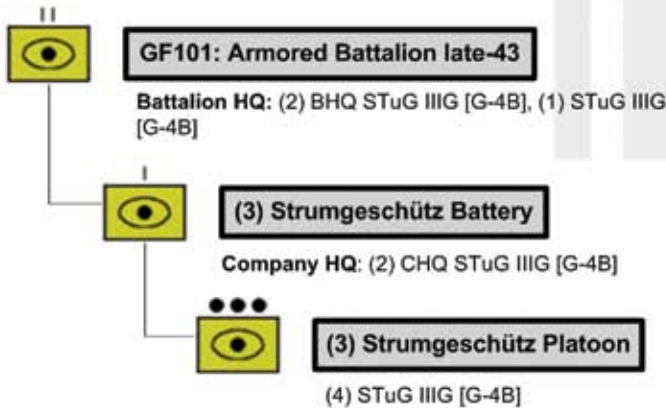 GF101: Armored Battalion late-43
Battalion HQ: (2) BHQ STuG IIIG [G-4B], (1) STuG IIIG
[G-4B]
(3) Strumgeschütz Battery
Company HQ: (2) CHQ STuG IIIG [G-4B]
(3) Strumgeschütz Platoon
(4) STuG IIIG [G-4B]